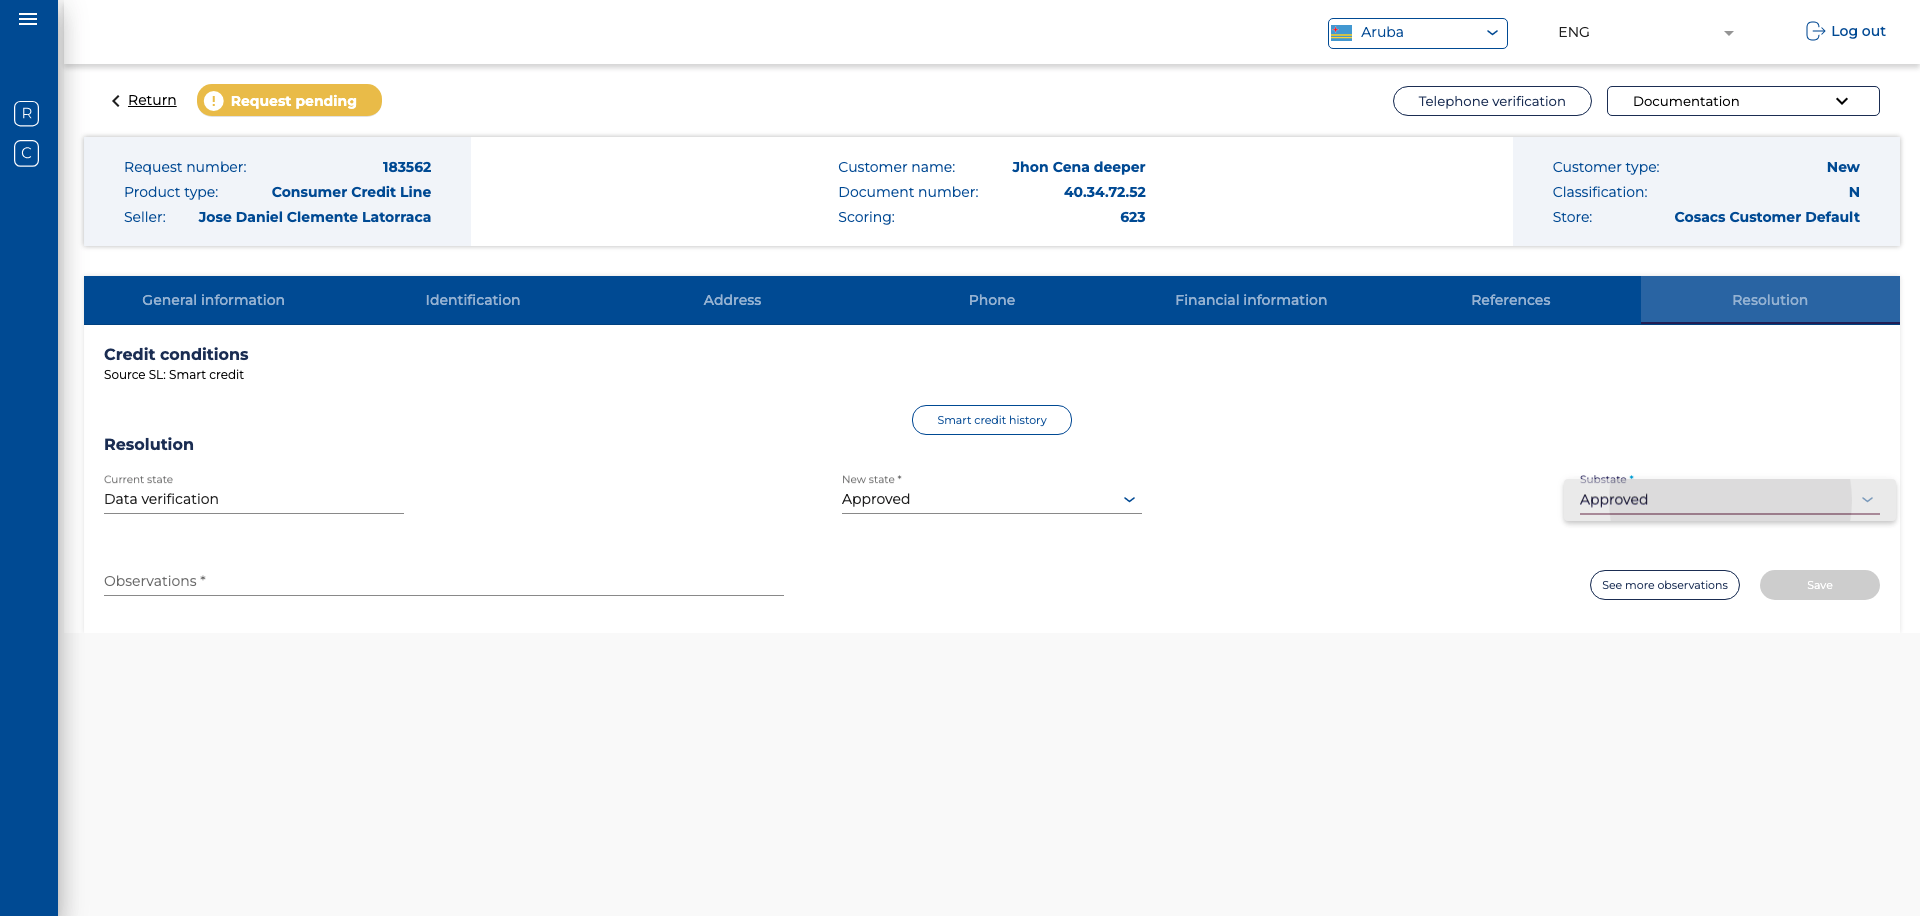 Aruba
ENG
Log out
R
C
Return
Request pending
Telephone verification
Documentation
Request number: 183562
Product type: Consumer Credit Line
Seller: Jose Daniel Clemente Latorraca
Customer name: Jhon Cena deeper
Document number: 40.34.72.52
Scoring: 623
Customer type: New
Classification: N
Store: Cosacs Customer Default
General information
Identification
Address
Phone
Financial information
References
Resolution
Credit conditions
Source SL: Smart credit
Smart credit history
Resolution
Current state
Data verification
New state *
Approved
Substate *
Approved
Observations *
See more observations
Save